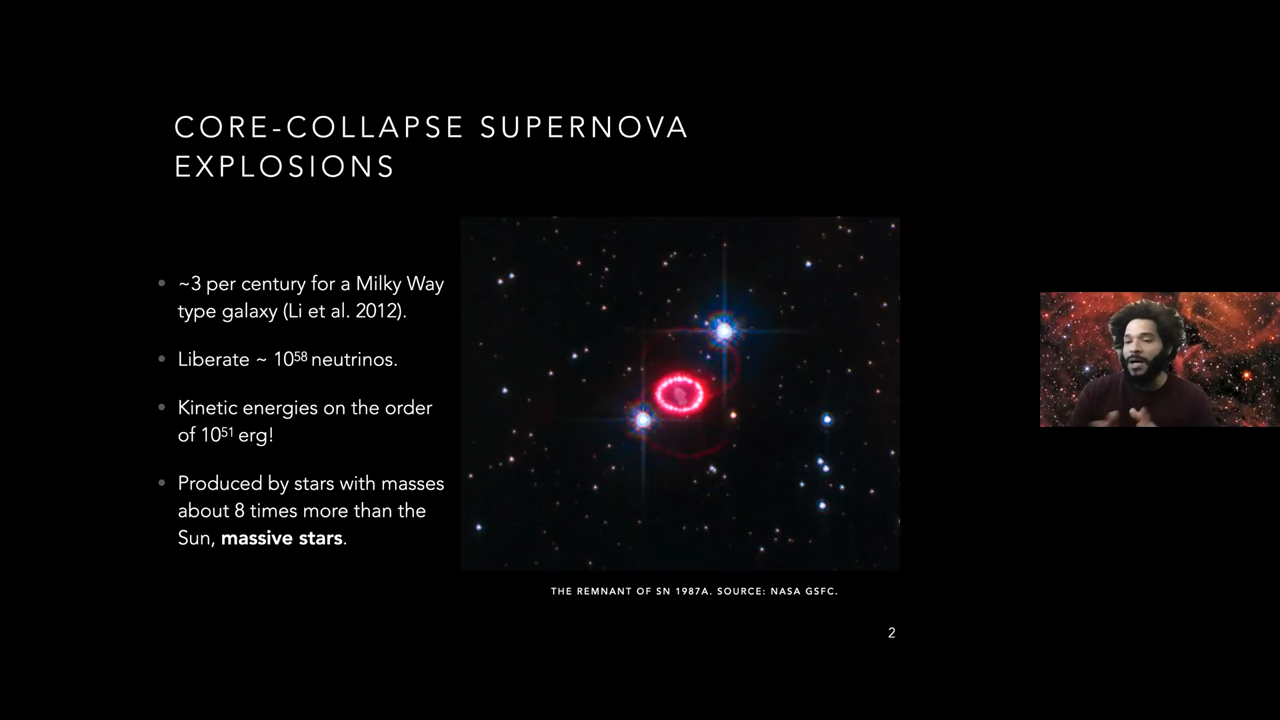 CORE-COLLAPSE SUPERNOVA
EXPLOSIONS
• ~3 per century for a Milky Way
type galaxy (Li et al. 2012).
• Liberate ~ 10⁵⁸ neutrinos.
• Kinetic energies on the order
of 10⁵¹ erg!
• Produced by stars with masses
about 8 times more than the
Sun, massive stars.
THE REMNANT OF SN 1987A. SOURCE: NASA GSFC.
2